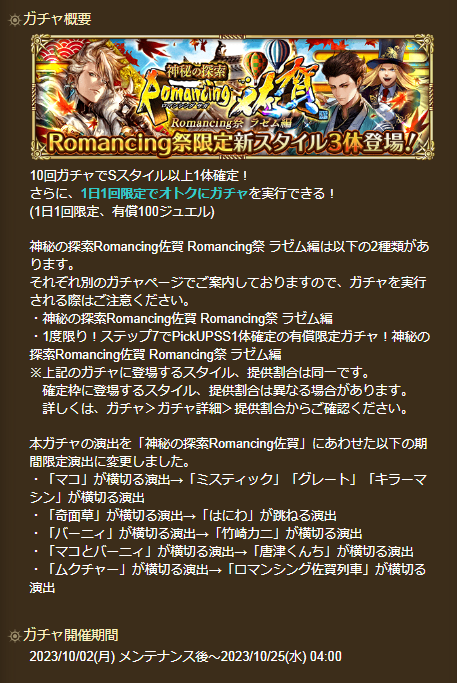 ガチャ概要
神秘の探索
Romancing佐賀
ロマンシング サガ
Romancing祭 ラゼム編
Romancing祭限定新スタイル3体登場!!
10回ガチャでSスタイル以上1体確定！
さらに、1日1回限定でオトクにガチャを実行できる！
(1日1回限定、有償100ジュエル)
神秘の探索Romancing佐賀 Romancing祭 ラゼム編は以下の2種類があ
ります。
それぞれ別のガチャページでご案内しておりますので、ガチャを実行
される際はご注意ください。
・神秘の探索Romancing佐賀 Romancing祭 ラゼム編
・1度限り！ステップ7でPickUPSS1体確定の有償限定ガチャ！神秘の
探索Romancing佐賀 Romancing祭 ラゼム編
※上記のガチャに登場するスタイル、提供割合は同一です。
確定枠に登場するスタイル、提供割合は異なる場合があります。
詳しくは、ガチャ＞ガチャ詳細＞提供割合からご確認ください。
本ガチャの演出を「神秘の探索Romancing佐賀」にあわせた以下の期
間限定演出に変更しました。
・「マコ」が横切る演出→「ミスティック」「グレート」「キラーマ
シン」が横切る演出
・「奇面草」が横切る演出→「はにわ」が跳ねる演出
・「バーニィ」が横切る演出→「竹崎カニ」が横切る演出
・「マコとバーニィ」が横切る演出→「唐津くんち」が横切る演出
・「ムクチャー」が横切る演出→「ロマンシング佐賀列車」が横切る
演出
ガチャ開催期間
2023/10/02(月) メンテナンス後～2023/10/25(水) 04:00